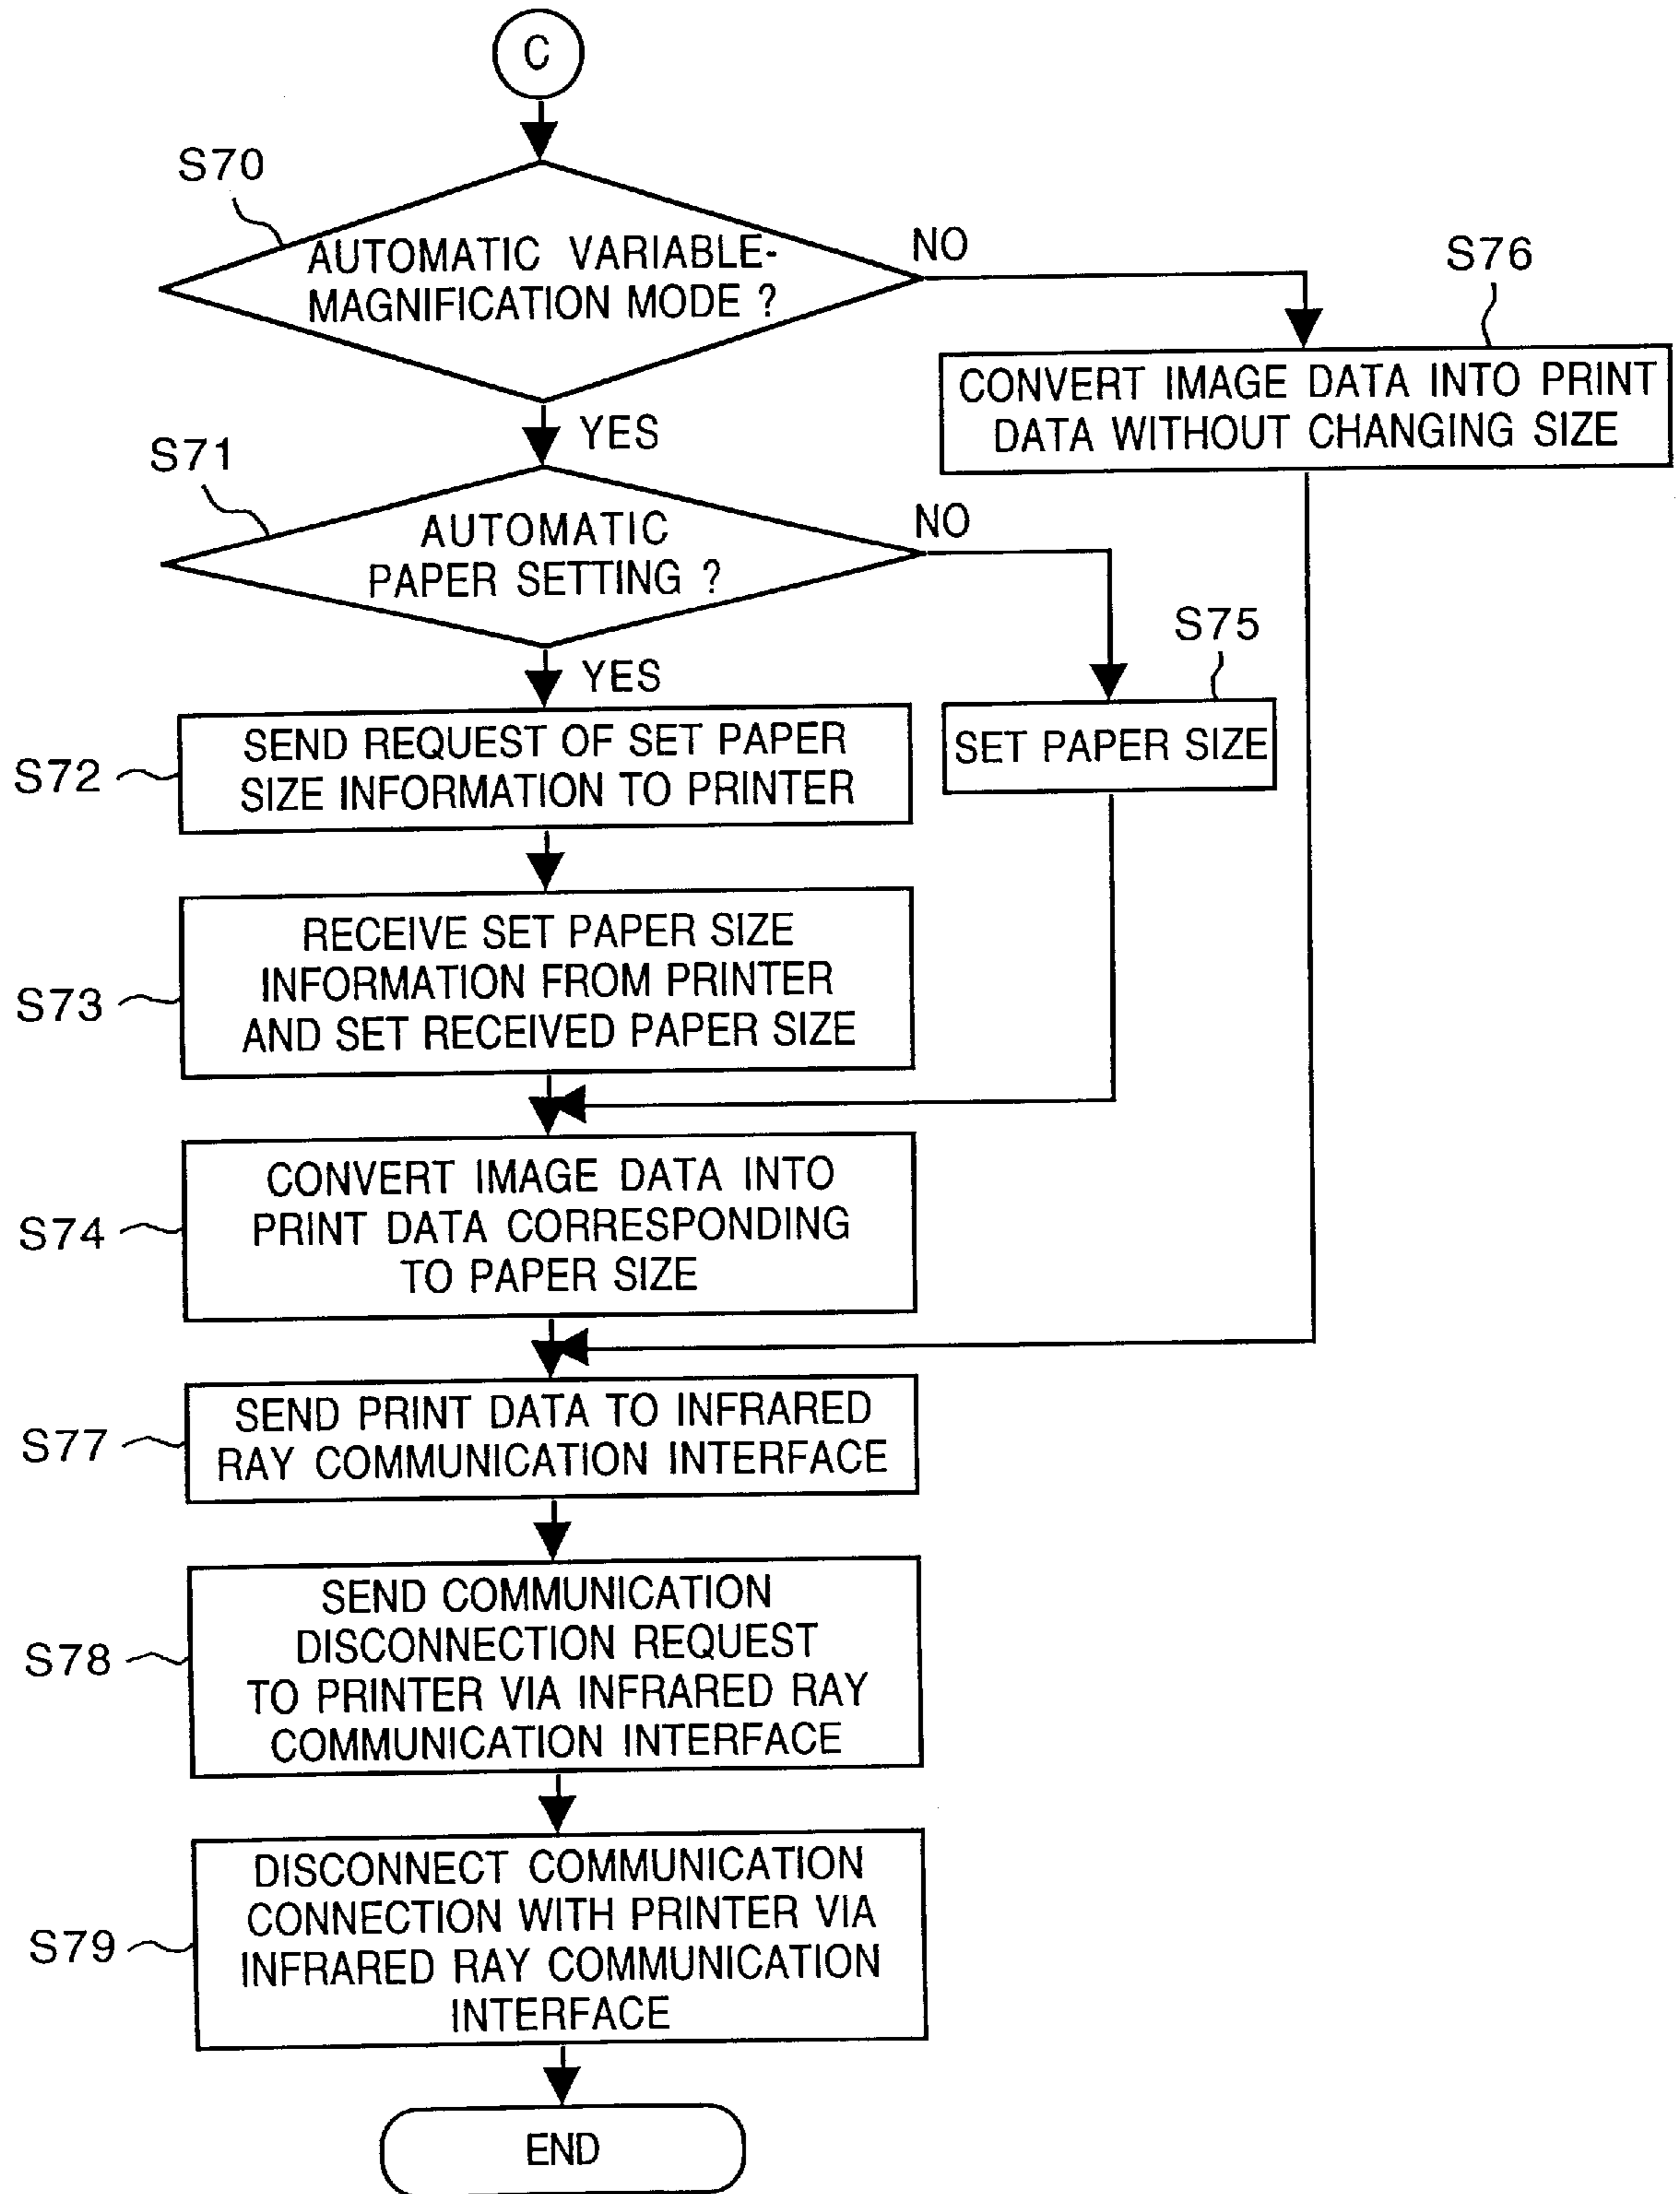 C
S70
AUTOMATIC VARIABLE-
MAGNIFICATION MODE ?
NO
YES
S76
CONVERT IMAGE DATA INTO PRINT
DATA WITHOUT CHANGING SIZE
S71
AUTOMATIC
PAPER SETTING ?
NO
YES
S75
SET PAPER SIZE
S72
SEND REQUEST OF SET PAPER
SIZE INFORMATION TO PRINTER
S73
RECEIVE SET PAPER SIZE
INFORMATION FROM PRINTER
AND SET RECEIVED PAPER SIZE
S74
CONVERT IMAGE DATA INTO
PRINT DATA CORRESPONDING
TO PAPER SIZE
S77
SEND PRINT DATA TO INFRARED
RAY COMMUNICATION INTERFACE
S78
SEND COMMUNICATION
DISCONNECTION REQUEST
TO PRINTER VIA INFRARED RAY
COMMUNICATION INTERFACE
S79
DISCONNECT COMMUNICATION
CONNECTION WITH PRINTER VIA
INFRARED RAY COMMUNICATION
INTERFACE
END